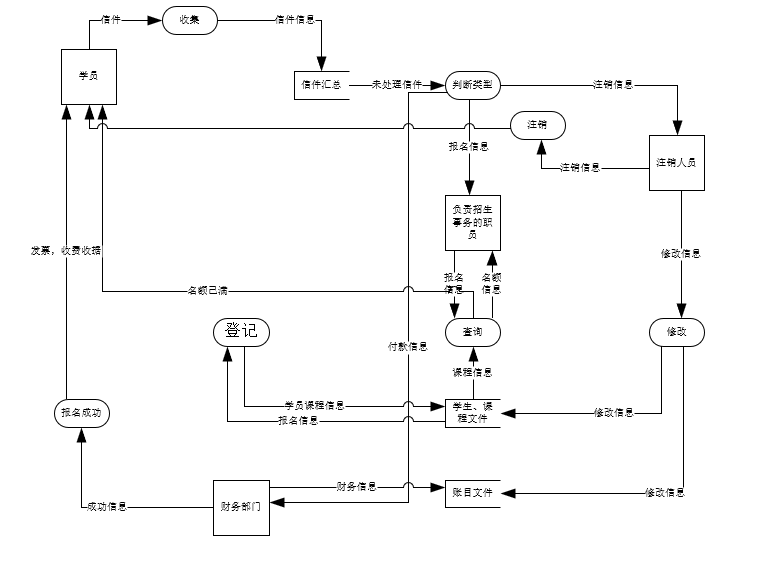 信件
收集
信件信息
学员
信件汇总
未处理信件
判断类型
注销信息
注销
报名信息
注销信息
注销人员
负责招生
事务的职
员
发票，收费收据
修改信息
报名
信息
名额
信息
名额已满
登记
查询
修改
付款信息
课程信息
学员课程信息
学生、课
程文件
修改信息
报名成功
报名信息
财务信息
账目文件
修改信息
成功信息
财务部门